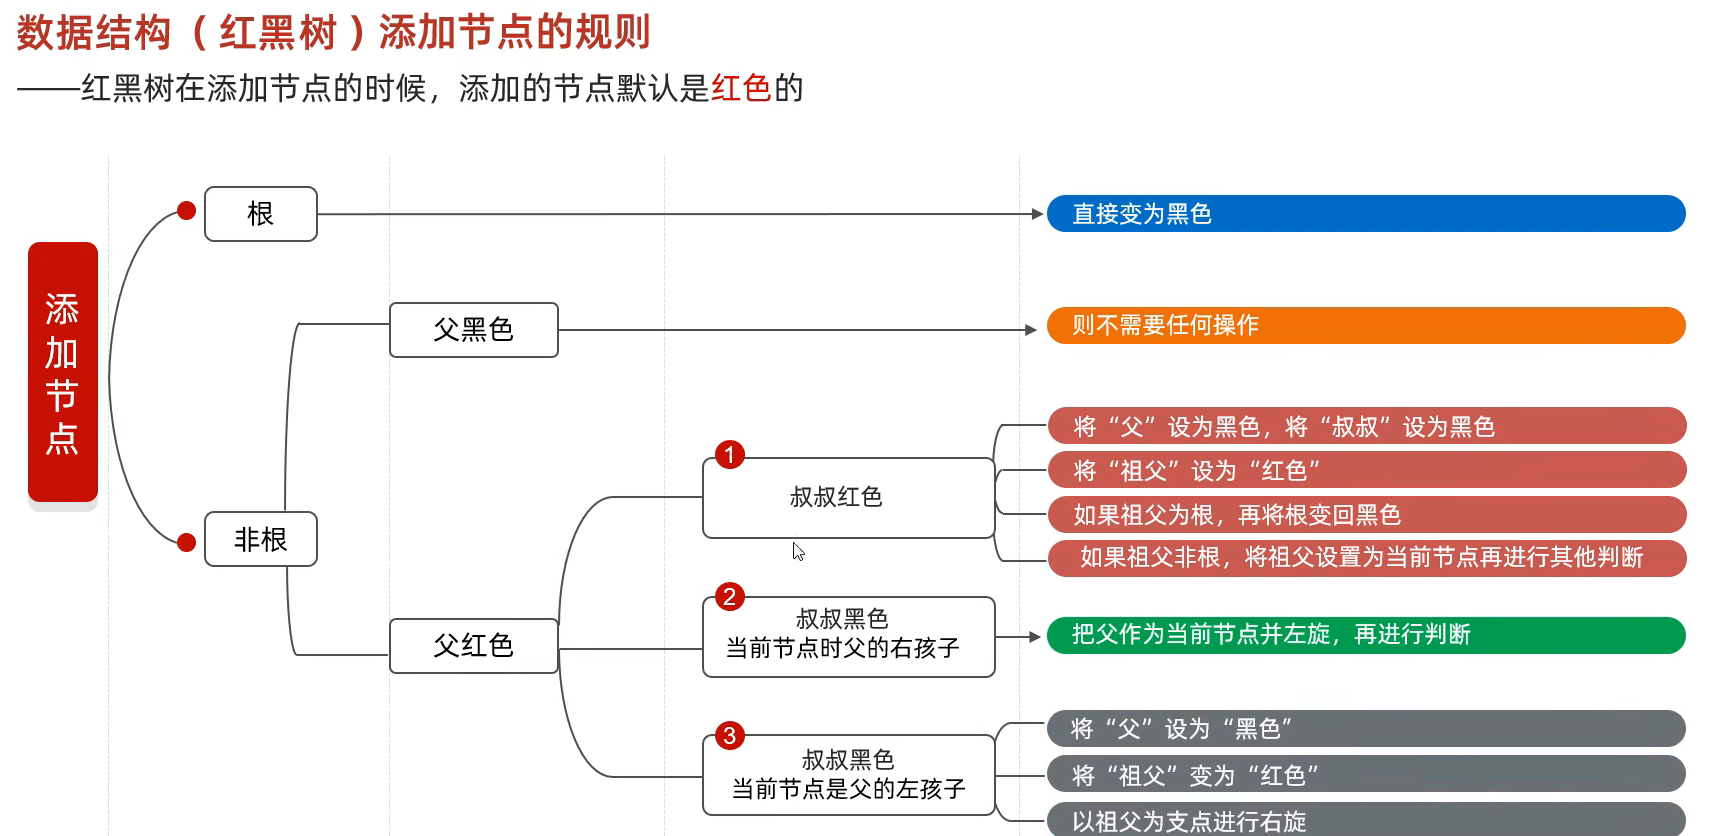 数据结构（红黑树）添加节点的规则
——红黑树在添加节点的时候，添加的节点默认是红色的
添加节点
根
直接变为黑色
非根
父黑色
则不需要任何操作
父红色
1
叔叔红色
将“父”设为黑色，将“叔叔”设为黑色
将“祖父”设为“红色”
如果祖父为根，再将根变回黑色
如果祖父非根，将祖父设置为当前节点再进行其他判断
2
叔叔黑色
当前节点时父的右孩子
把父作为当前节点并左旋，再进行判断
3
叔叔黑色
当前节点是父的左孩子
将“父”设为“黑色”
将“祖父”变为“红色”
以祖父为支点进行右旋